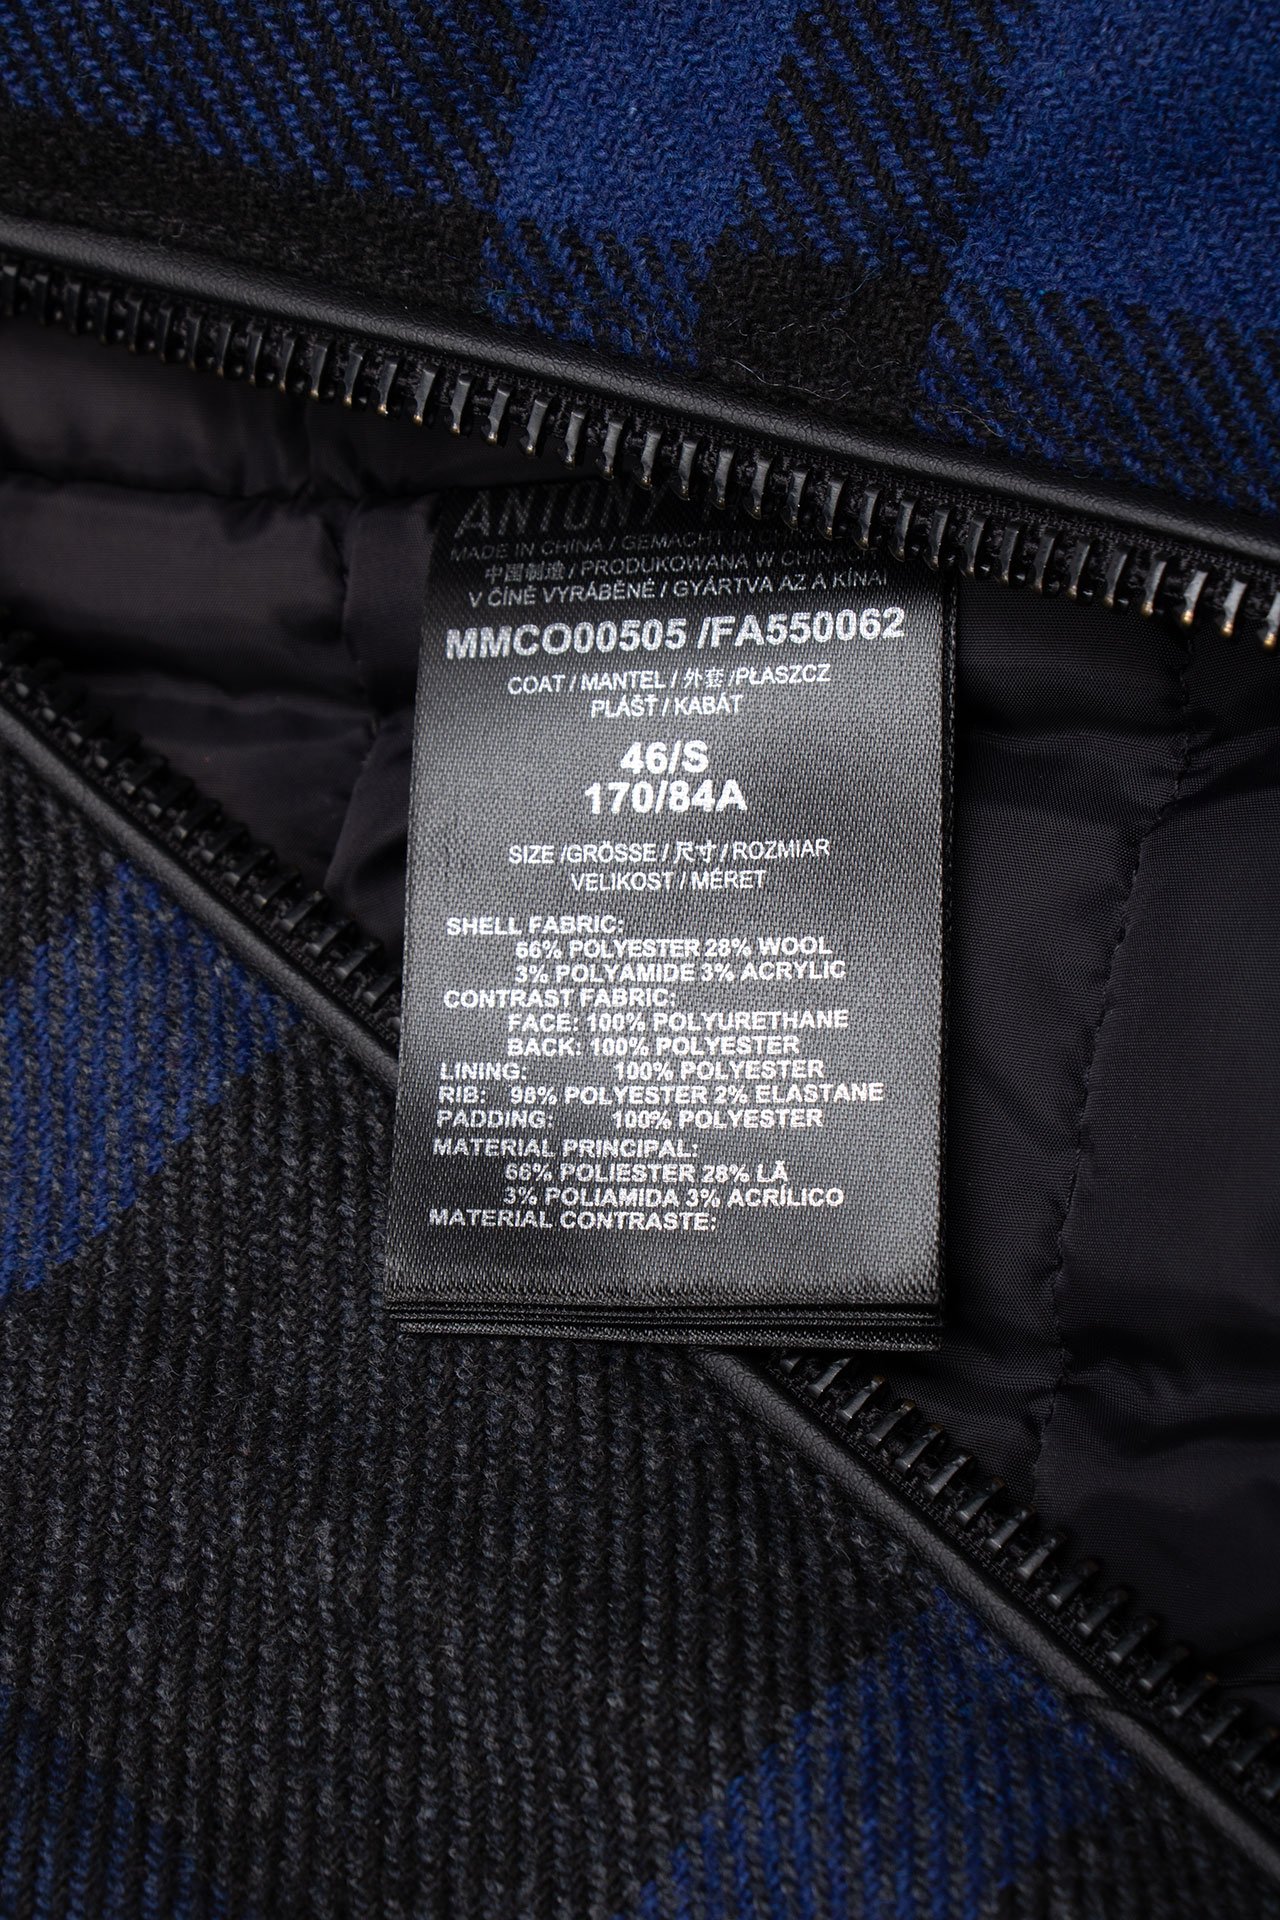 ANTONY
MADE IN CHINA / GEMACHT IN CHINA
中国制造 / PRODUKOWANA W CHINACH
V ČÍNĚ VYRÁBĚNÉ / GYÁRTVA AZ A KÍNAI
MMCO00505 /FA550062
COAT / MANTEL / 外套 /PŁASZCZ
PLÁŠŤ / KABÁT
46/S
170/84A
SIZE /GRÖSSE / 尺寸 / ROZMIAR
VELIKOST / MÉRET
SHELL FABRIC:
66% POLYESTER 28% WOOL
3% POLYAMIDE 3% ACRYLIC
CONTRAST FABRIC:
FACE: 100% POLYURETHANE
BACK: 100% POLYESTER
LINING: 100% POLYESTER
RIB: 98% POLYESTER 2% ELASTANE
PADDING: 100% POLYESTER
MATERIAL PRINCIPAL:
66% POLIESTER 28% LÃ
3% POLIAMIDA 3% ACRÍLICO
MATERIAL CONTRASTE: